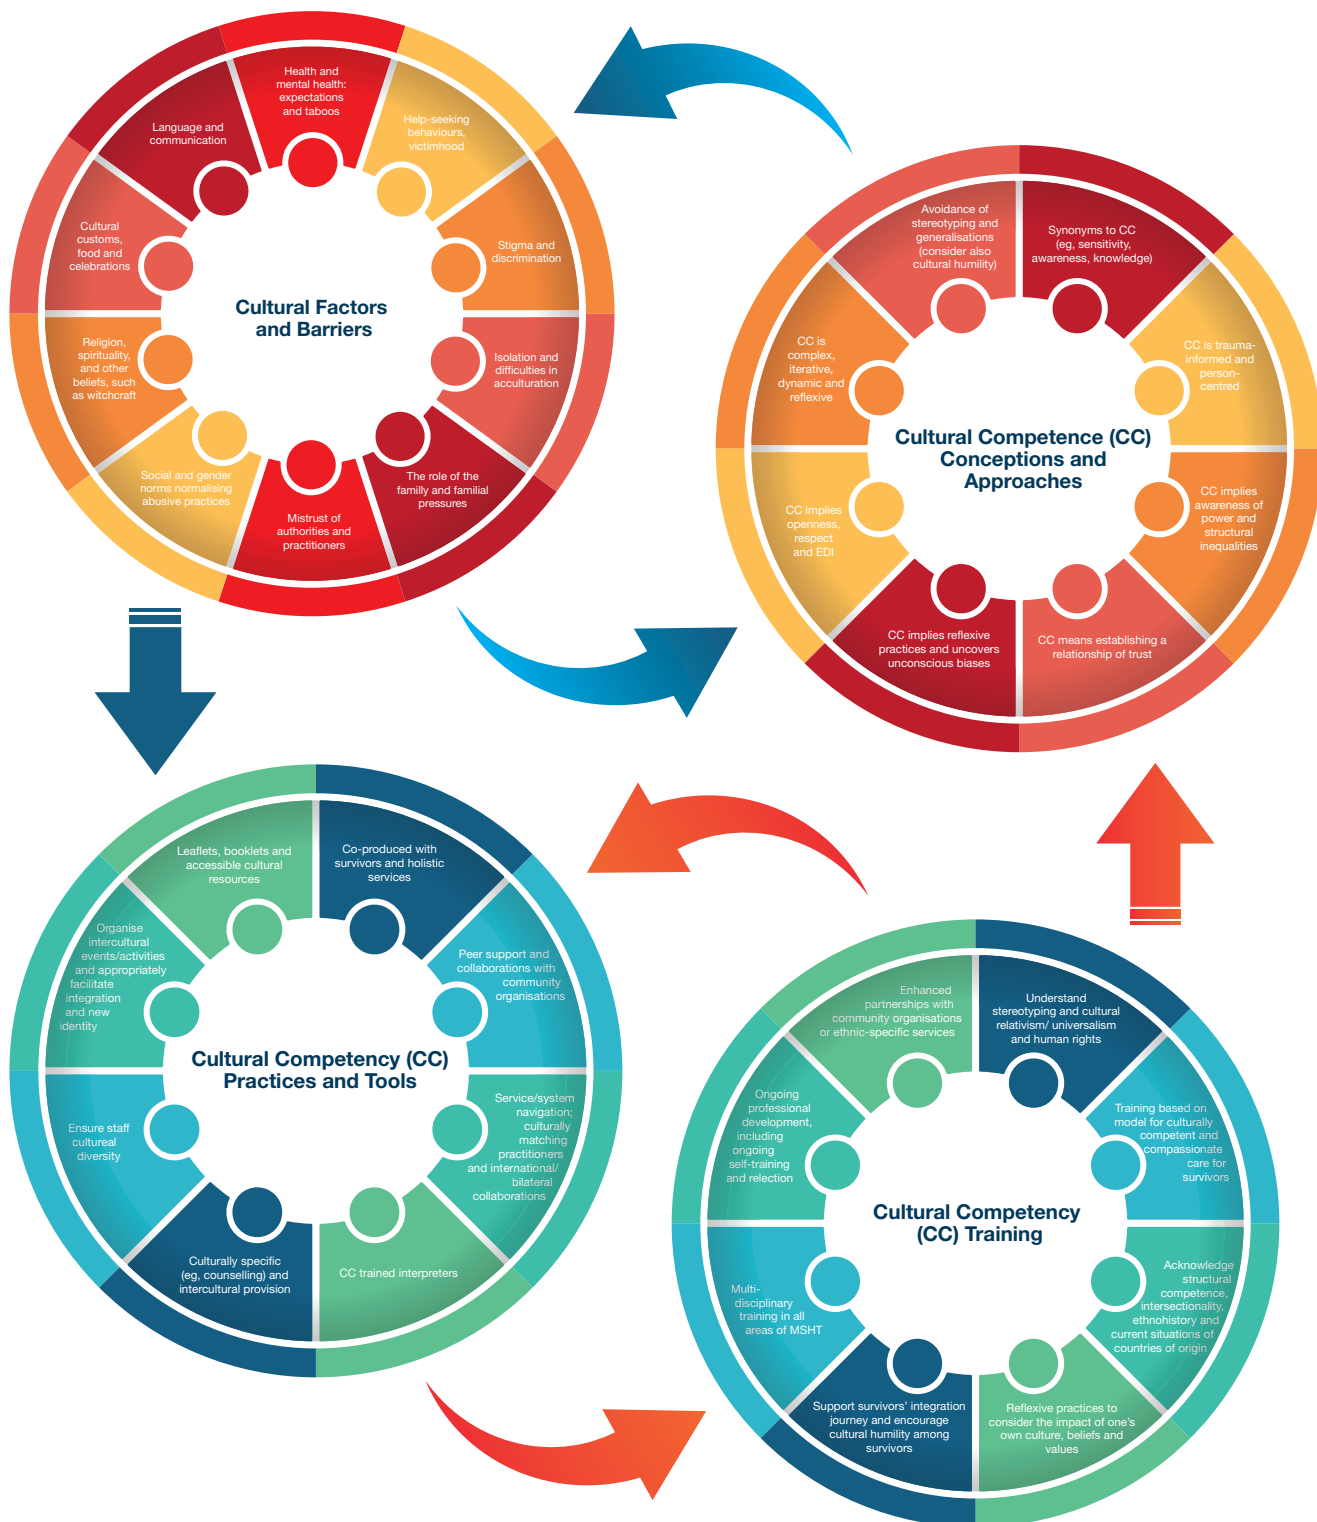 Cultural Factors
and Barriers
Health and
mental health:
expectations
and taboos
Help-seeking
behaviours,
victimhood
Stigma and
discrimination
Isolation and
difficulties in
acculturation
The role of the
familly and familial
pressures
Mistrust of
authorities and
practitioners
Social and gender
norms normalising
abusive practices
Religion,
spirituality,
and other
beliefs, such
as witchcraft
Cultural
customs,
food and
celebrations
Language and
communication
Cultural Competence (CC)
Conceptions and
Approaches
Synonyms to CC
(eg, sensitivity,
awareness, knowledge)
CC is trauma-
informed and
person-
centred
CC implies
awareness of
power and
structural
inequalities
CC means establishing a
relationship of trust
CC implies reflexive
practices and uncovers
unconscious biases
CC implies
openness,
respect
and EDI
CC is
complex,
iterative,
dynamic and
reflexive
Avoidance of
stereotyping and
generalisations
(consider also
cultural humility)
Cultural Competency (CC)
Practices and Tools
Co-produced with
survivors and holistic
services
Peer support and
collaborations with
community
organisations
Service/system
navigation;
culturally
matching
practitioners
and international/
bilateral
collaborations
CC trained interpreters
Culturally specific
(eg, counselling) and
intercultural provision
Ensure staff
cultureal
diversity
Organise
intercultural
events/activities
and appropriately
facilitate
integration
and new
identity
Leaflets, booklets and
accessible cultural
resources
Cultural Competency
(CC) Training
Understand
stereotyping and cultural
relativism/ universalism
and human rights
Training based on
model for culturally
competent and
compassionate
care for
survivors
Acknowledge
structural
competence,
intersectionality,
ethnohistory and
current situations of
countries of origin
Reflexive practices to
consider the impact of one's
own culture, beliefs and
values
Support survivors' integration
journey and encourage
cultural humility among
survivors
Multi-
disciplinary
training in all
areas of MSHT
Ongoing
professional
development,
including
ongoing
self-training
and relection
Enhanced
partnerships with
community organisations
or ethnic-specific services